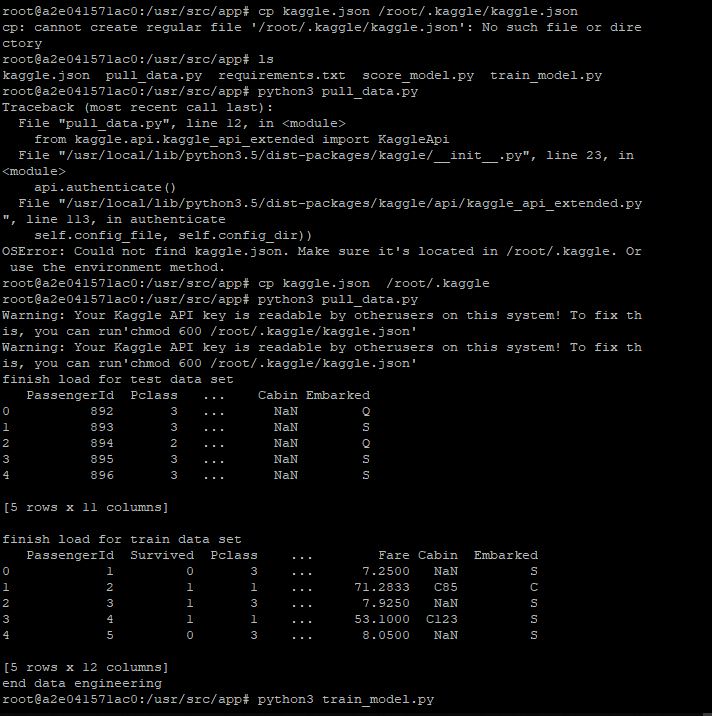 root@a2e041571ac0:/usr/src/app# cp kaggle.json /root/.kaggle/kaggle.json
cp: cannot create regular file '/root/.kaggle/kaggle.json': No such file or dire
ctory
root@a2e041571ac0:/usr/src/app# ls
kaggle.json  pull_data.py  requirements.txt  score_model.py  train_model.py
root@a2e041571ac0:/usr/src/app# python3 pull_data.py
Traceback (most recent call last):
  File "pull_data.py", line 12, in <module>
    from kaggle.api.kaggle_api_extended import KaggleApi
  File "/usr/local/lib/python3.5/dist-packages/kaggle/__init__.py", line 23, in
<module>
    api.authenticate()
  File "/usr/local/lib/python3.5/dist-packages/kaggle/api/kaggle_api_extended.py
", line 113, in authenticate
    self.config_file, self.config_dir))
OSError: Could not find kaggle.json. Make sure it's located in /root/.kaggle. Or
 use the environment method.
root@a2e041571ac0:/usr/src/app# cp kaggle.json  /root/.kaggle
root@a2e041571ac0:/usr/src/app# python3 pull_data.py
Warning: Your Kaggle API key is readable by otherusers on this system! To fix th
is, you can run'chmod 600 /root/.kaggle/kaggle.json'
Warning: Your Kaggle API key is readable by otherusers on this system! To fix th
is, you can run'chmod 600 /root/.kaggle/kaggle.json'
finish load for test data set
   PassengerId  Pclass   ...    Cabin Embarked
0          892       3   ...      NaN        Q
1          893       3   ...      NaN        S
2          894       2   ...      NaN        Q
3          895       3   ...      NaN        S
4          896       3   ...      NaN        S
[5 rows x 11 columns]
finish load for train data set
   PassengerId  Survived  Pclass    ...        Fare Cabin  Embarked
0            1         0       3    ...      7.2500   NaN         S
1            2         1       1    ...     71.2833   C85         C
2            3         1       3    ...      7.9250   NaN         S
3            4         1       1    ...     53.1000  C123         S
4            5         0       3    ...      8.0500   NaN         S
[5 rows x 12 columns]
end data engineering
root@a2e041571ac0:/usr/src/app# python3 train_model.py